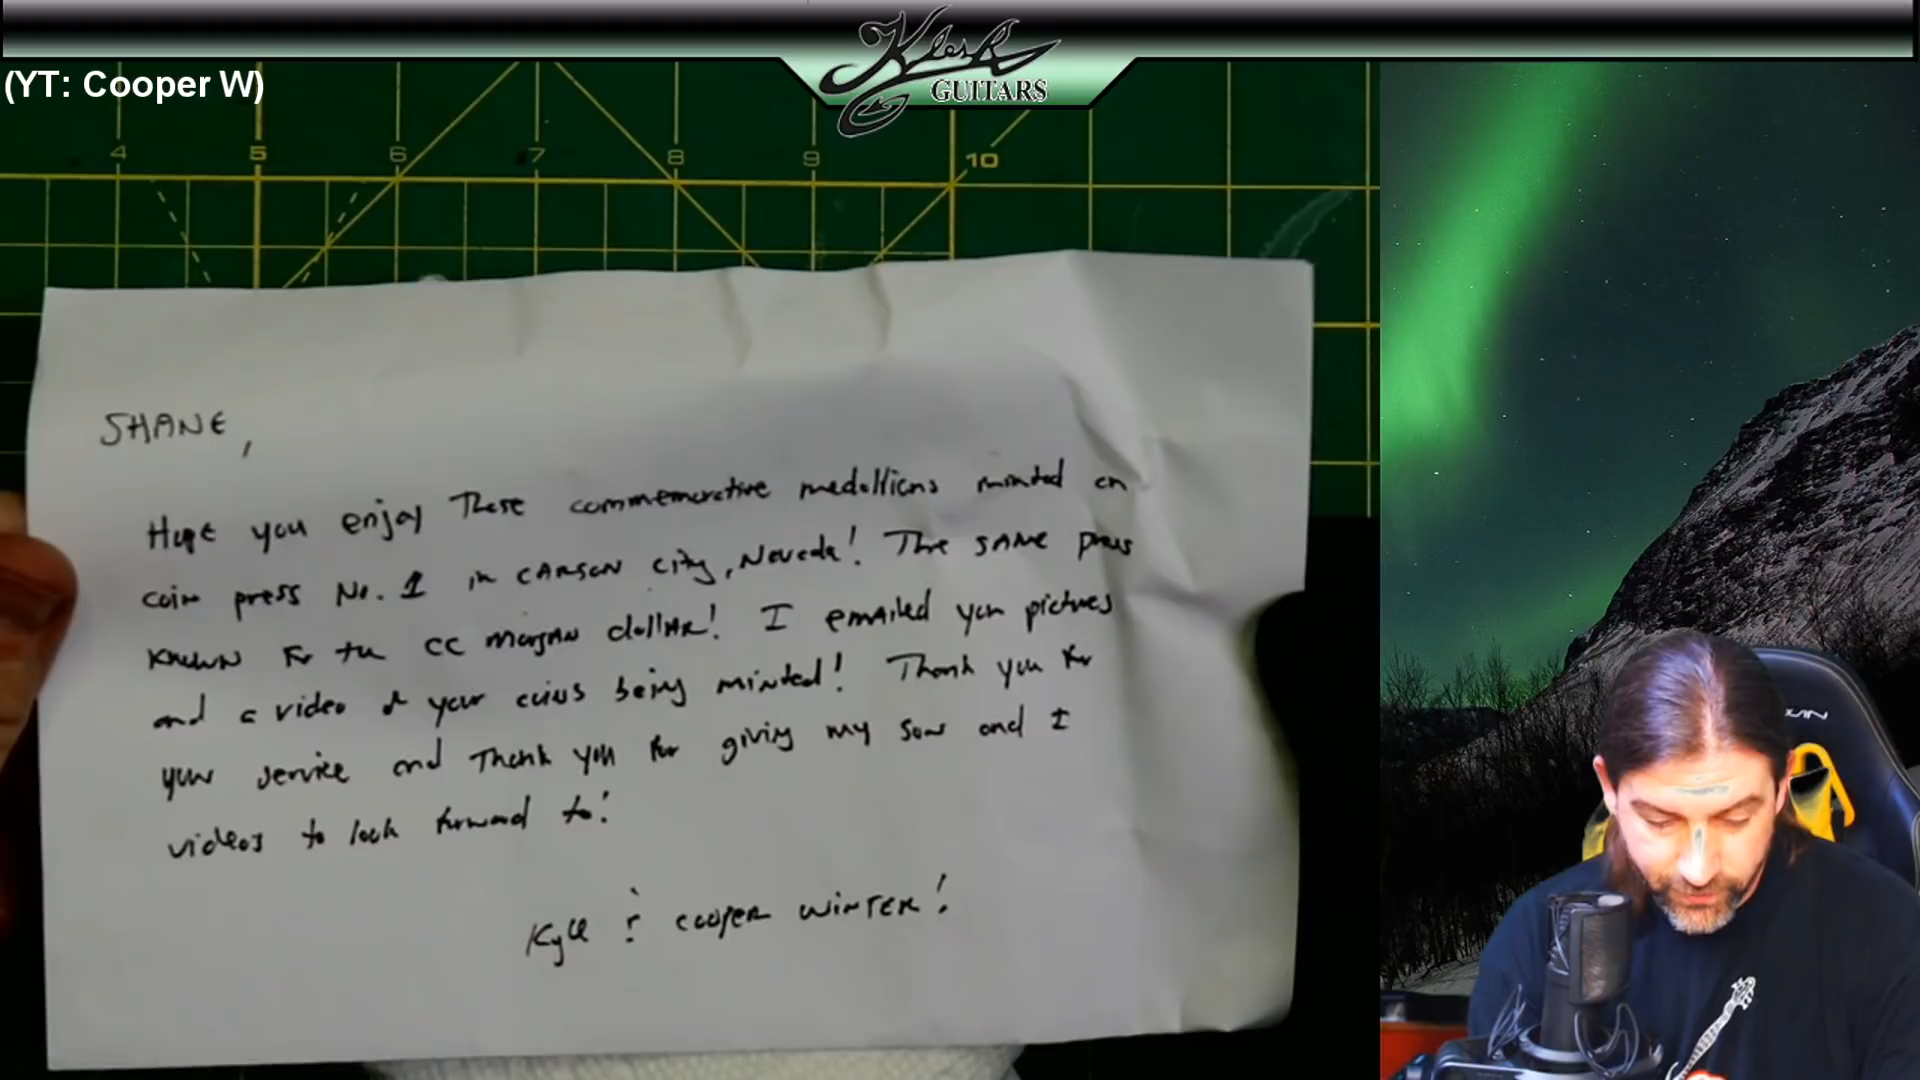 Klesk
GUITARS
(YT: Cooper W)
4 5 6 7 8 9 10
SHANE,
Hope you enjoy These commemorative medallions minted on
coin press No. 1 in CARSON City, Nevada! The SAME press
KNOWN For the CC MORGAN dollAR! I emailed you pictures
and a video of your coins being minted! Thank you for
your service and Thank you for giving my son and I
videos to look forward to!
Kyle & COOPER WINTER!